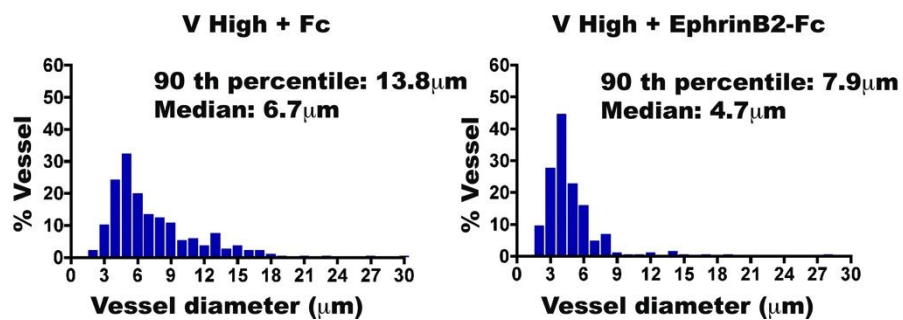 V High + Fc
60
50
40
30
20
10
0
% Vessel
90 th percentile: 13.8μm
Median: 6.7μm
0 3 6 9 12 15 18 21 24 27 30
Vessel diameter (μm)
V High + EphrinB2-Fc
60
50
40
30
20
10
0
% Vessel
90 th percentile: 7.9μm
Median: 4.7μm
0 3 6 9 12 15 18 21 24 27 30
Vessel diameter (μm)